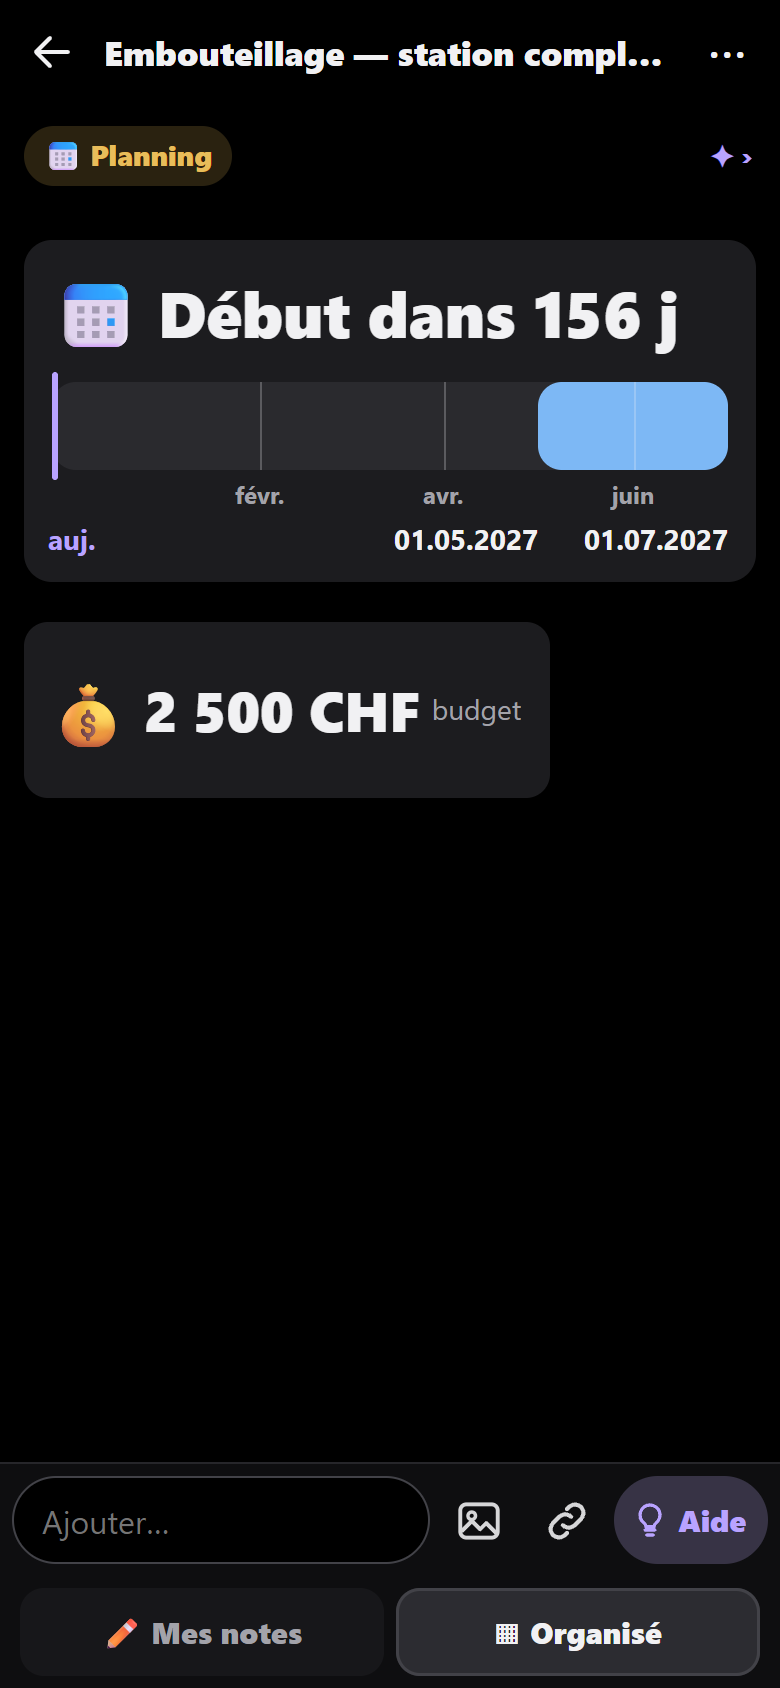 Embouteillage — station compl...
Planning
Début dans 156 j
févr. avr. juin
auj. 01.05.2027 01.07.2027
2 500 CHF budget
Ajouter...
Aide
Mes notes
Organisé